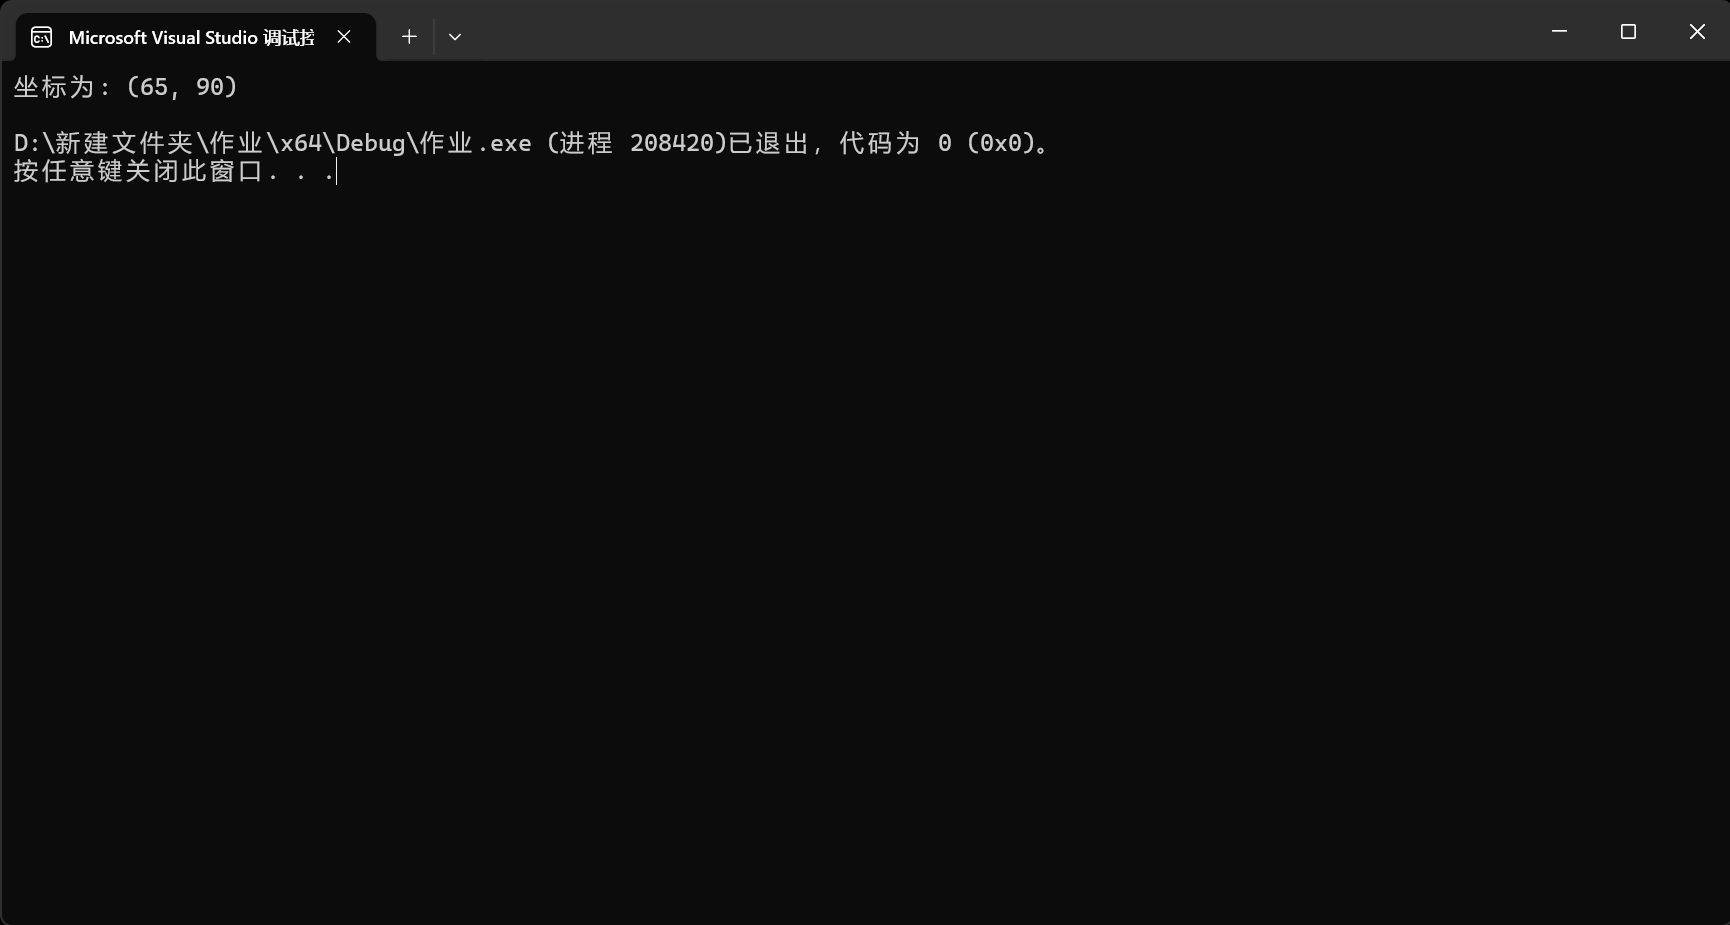 Microsoft Visual Studio 调试控
坐标为: (65, 90)
D:\新建文件夹\作业\x64\Debug\作业.exe (进程 208420)已退出，代码为 0 (0x0)。
按任意键关闭此窗口. . .